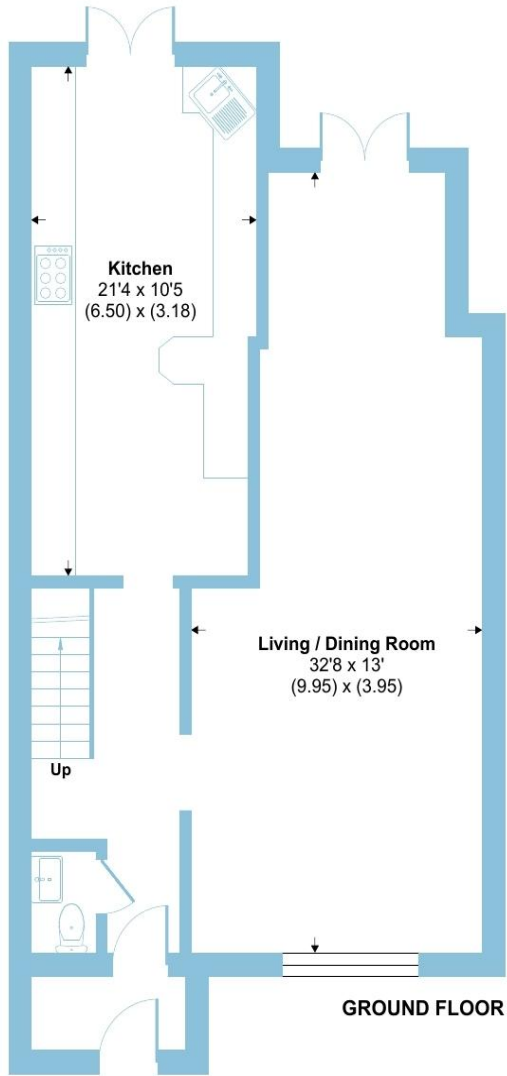 Kitchen
21'4 x 10'5
(6.50) x (3.18)
Living / Dining Room
32'8 x 13'
(9.95) x (3.95)
Up
GROUND FLOOR